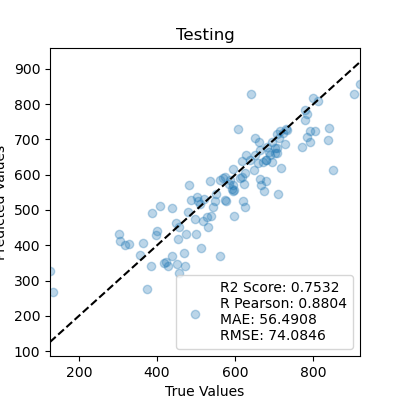 Testing
900
800
700
600
500
400
300
200
100
Predicted Values
R2 Score: 0.7532
R Pearson: 0.8804
MAE: 56.4908
RMSE: 74.0846
200 400 600 800
True Values